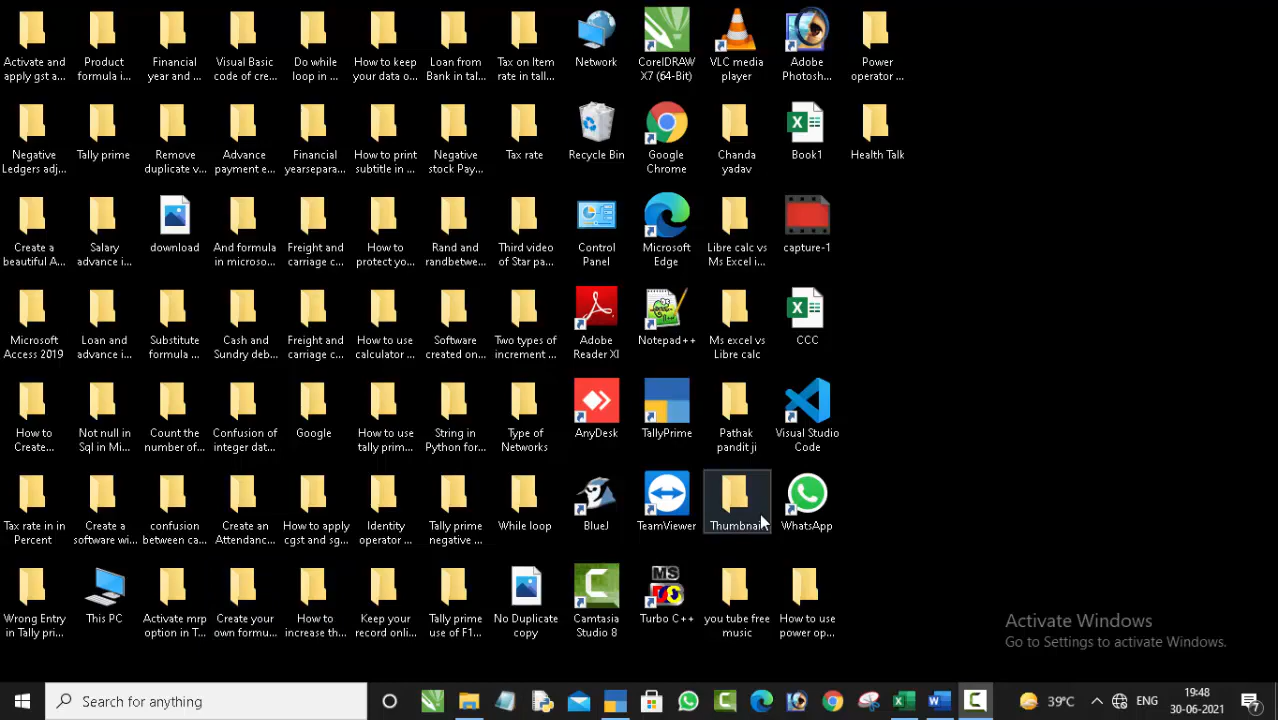 Activate and
apply gst a...
Product
formula i...
Financial
year and ...
Visual Basic
code of cre...
Do while
loop in ...
How to keep
your data o...
Loan from
Bank in tal...
Tax on Item
rate in tall...
Network
CorelDRAW
X7 (64-Bit)
VLC media
player
Adobe
Photosh...
Power
operator ...
Negative
Ledgers adj...
Tally prime
Remove
duplicate v...
Advance
payment e...
Financial
yearsepara...
How to print
subtitle in ...
Negative
stock Pay...
Tax rate
Recycle Bin
Google
Chrome
Chanda
yadav
Book1
Health Talk
Create a
beautiful A...
Salary
advance i...
download
And formula
in microso...
Freight and
carriage c...
How to
protect yo...
Rand and
randbetwe...
Third video
of Star pa...
Control
Panel
Microsoft
Edge
Libre calc vs
Ms Excel i...
capture-1
Microsoft
Access 2019
Loan and
advance i...
Substitute
formula ...
Cash and
Sundry deb...
Freight and
carriage c...
How to use
calculator ...
Software
created on...
Two types of
increment ...
Adobe
Reader XI
Notepad++
Ms excel vs
Libre calc
CCC
How to
Create...
Not null in
Sql in Mi...
Count the
number of...
Confusion of
integer dat...
Google
How to use
tally prim...
String in
Python for...
Type of
Networks
AnyDesk
TallyPrime
Pathak
pandit ji
Visual Studio
Code
Tax rate in in
Percent
Create a
software wi...
confusion
between ca...
Create an
Attendanc...
How to apply
cgst and sg...
Identity
operator ...
Tally prime
negative ...
While loop
BlueJ
TeamViewer
Thumbnail
WhatsApp
Wrong Entry
in Tally pri...
This PC
Activate mrp
option in T...
Create your
own formu...
How to
increase th...
Keep your
record onli...
Tally prime
use of F1...
No Duplicate
copy
Camtasia
Studio 8
MS
Turbo C++
you tube free
music
How to use
power op...
Activate Windows
Go to Settings to activate Windows.
Search for anything
39°C
ENG
19:48
30-06-2021
7